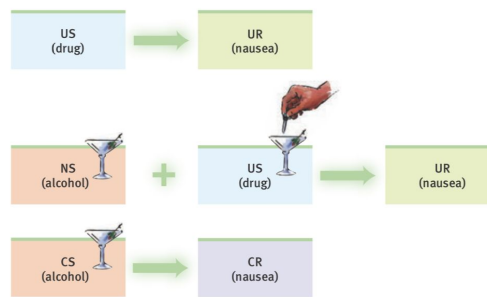 US
(drug)
UR
(nausea)
NS
(alcohol)
+
US
(drug)
UR
(nausea)
CS
(alcohol)
CR
(nausea)